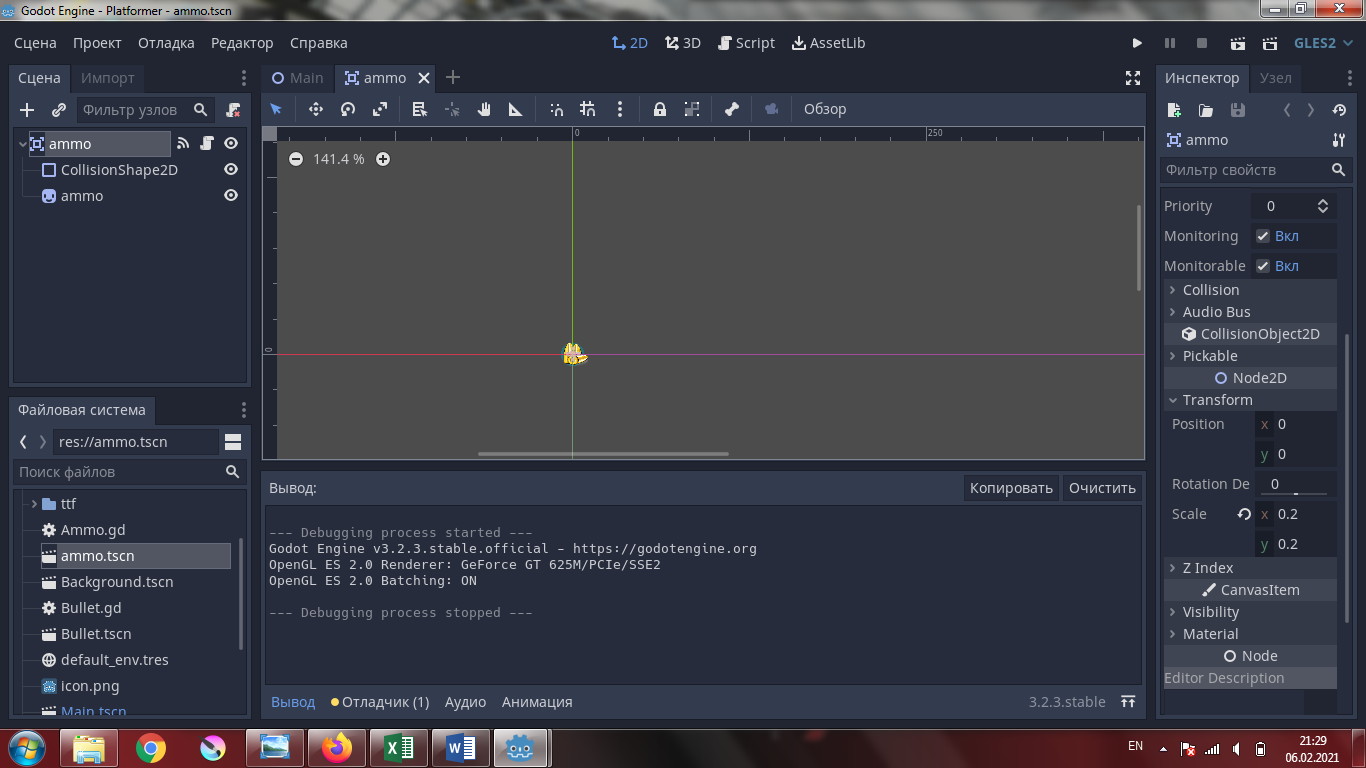 Godot Engine - Platformer - ammo.tscn
Сцена Проект Отладка Редактор Справка
2D 3D Script AssetLib
GLES2
Сцена Импорт
Фильтр узлов
ammo
CollisionShape2D
ammo
Файловая система
res://ammo.tscn
Поиск файлов
ttf
Ammo.gd
ammo.tscn
Background.tscn
Bullet.gd
Bullet.tscn
default_env.tres
icon.png
Main.tscn
Main ammo
Обзор
0 250
141.4 %
0
Вывод: Копировать Очистить
--- Debugging process started ---
Godot Engine v3.2.3.stable.official - https://godotengine.org
OpenGL ES 2.0 Renderer: GeForce GT 625M/PCIe/SSE2
OpenGL ES 2.0 Batching: ON
--- Debugging process stopped ---
Вывод Отладчик (1) Аудио Анимация 3.2.3.stable
Инспектор Узел
ammo
Фильтр свойств
Priority 0
Monitoring Вкл
Monitorable Вкл
Collision
Audio Bus
CollisionObject2D
Pickable
Node2D
Transform
Position x 0
y 0
Rotation De 0
Scale x 0.2
y 0.2
Z Index
CanvasItem
Visibility
Material
Node
Editor Description
EN
21:29
06.02.2021